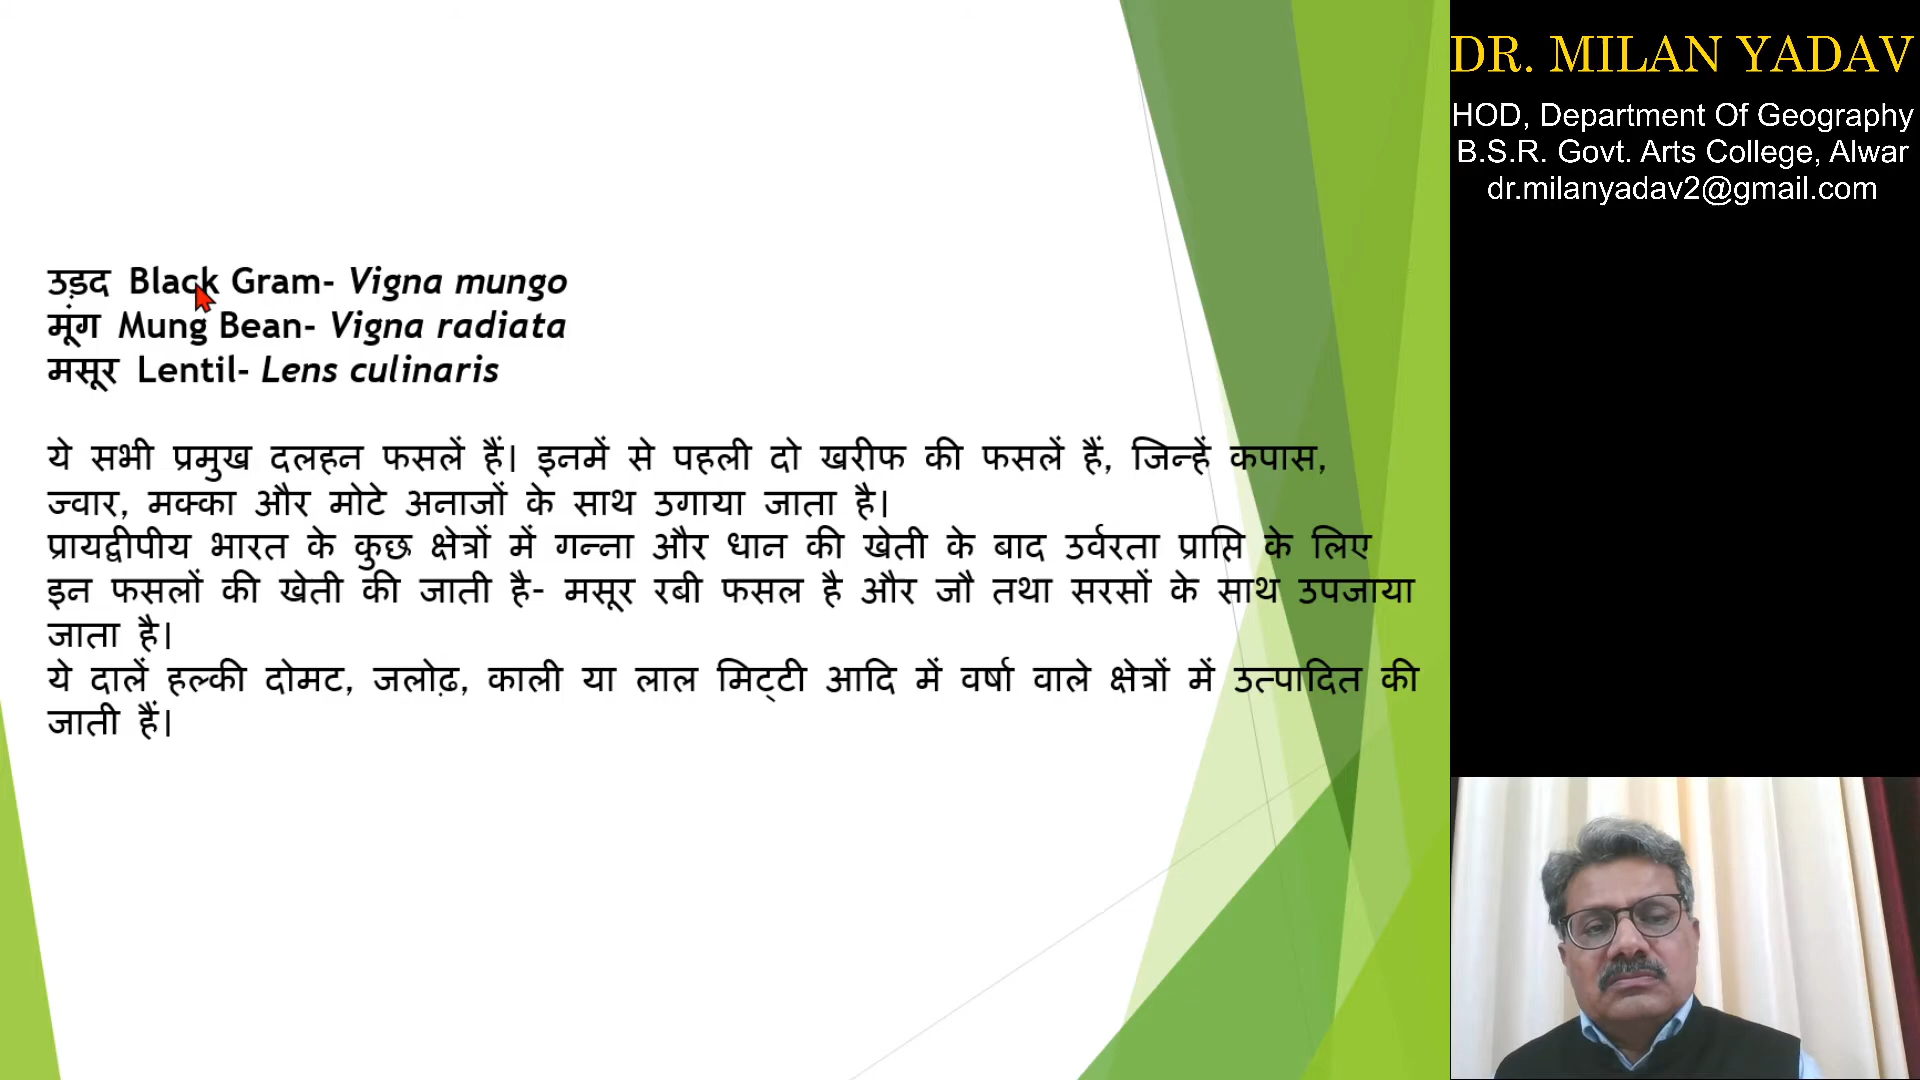 उड़द Black Gram- Vigna mungo
मूंग Mung Bean- Vigna radiata
मसूर Lentil- Lens culinaris
ये सभी प्रमुख दलहन फसलें हैं। इनमें से पहली दो खरीफ की फसलें हैं, जिन्हें कपास,
ज्वार, मक्का और मोटे अनाजों के साथ उगाया जाता है।
प्रायद्वीपीय भारत के कुछ क्षेत्रों में गन्ना और धान की खेती के बाद उर्वरता प्राप्ति के लिए
इन फसलों की खेती की जाती है- मसूर रबी फसल है और जौ तथा सरसों के साथ उपजाया
जाता है।
ये दालें हल्की दोमट, जलोढ़, काली या लाल मिट्टी आदि में वर्षा वाले क्षेत्रों में उत्पादित की
जाती हैं।
DR. MILAN YADAV
HOD, Department Of Geography
B.S.R. Govt. Arts College, Alwar
dr.milanyadav2@gmail.com